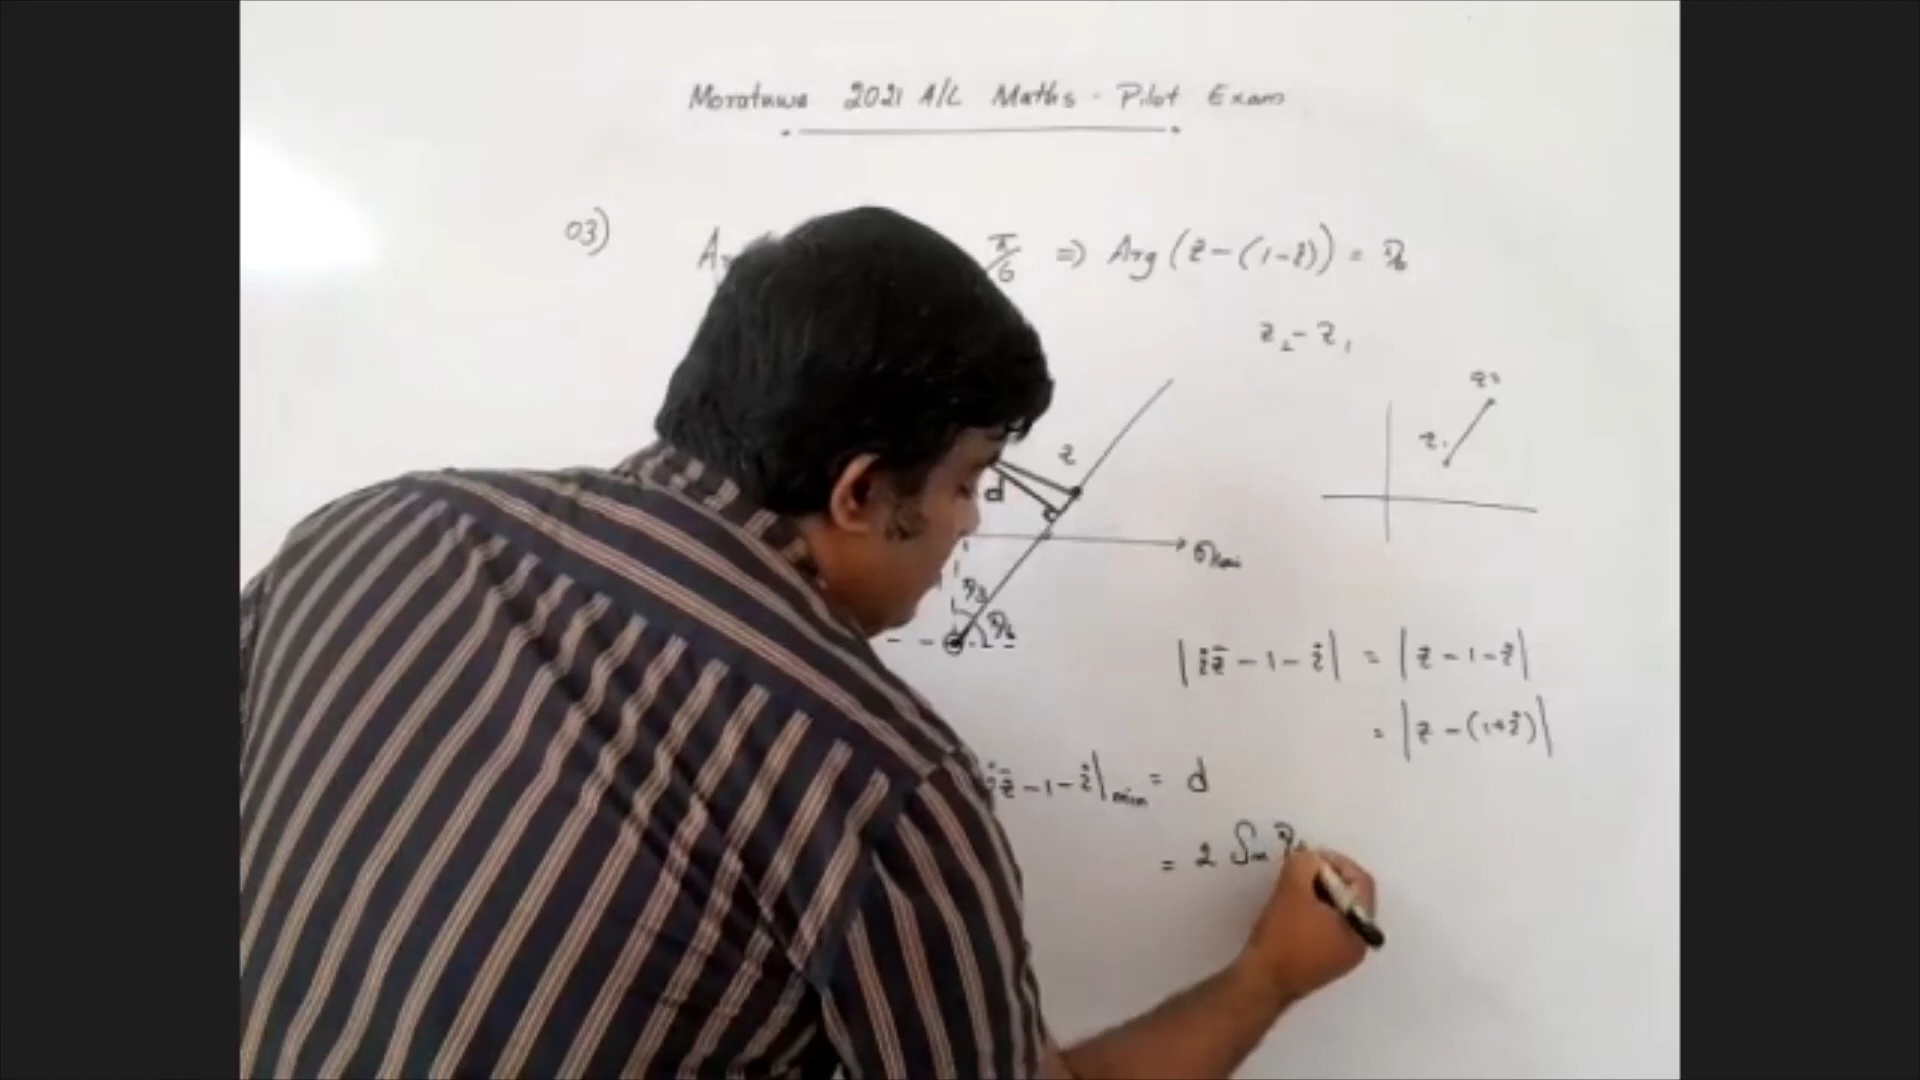 Moratuwa 2021 A/L Maths - Pilot Exam
03)
π/6 => Arg (z - (1-i)) = π/6
z₂ - z₁
z₂
z₁
z
d
π/3
π/6
|iz̄ - 1 - i| = |z - 1 - i|
= |z - (1+i)|
iz̄ - 1 - i|min = d
= 2 Sin